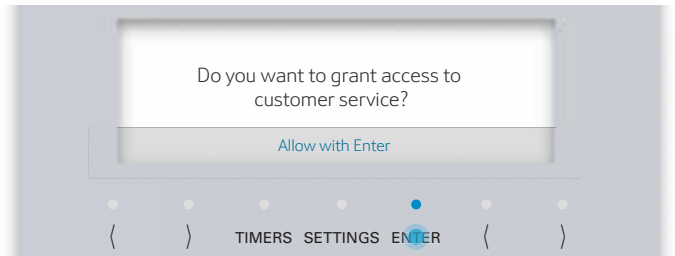 Do you want to grant access to
customer service?
Allow with Enter
⟨ ⟩ TIMERS SETTINGS ENTER ⟨ ⟩